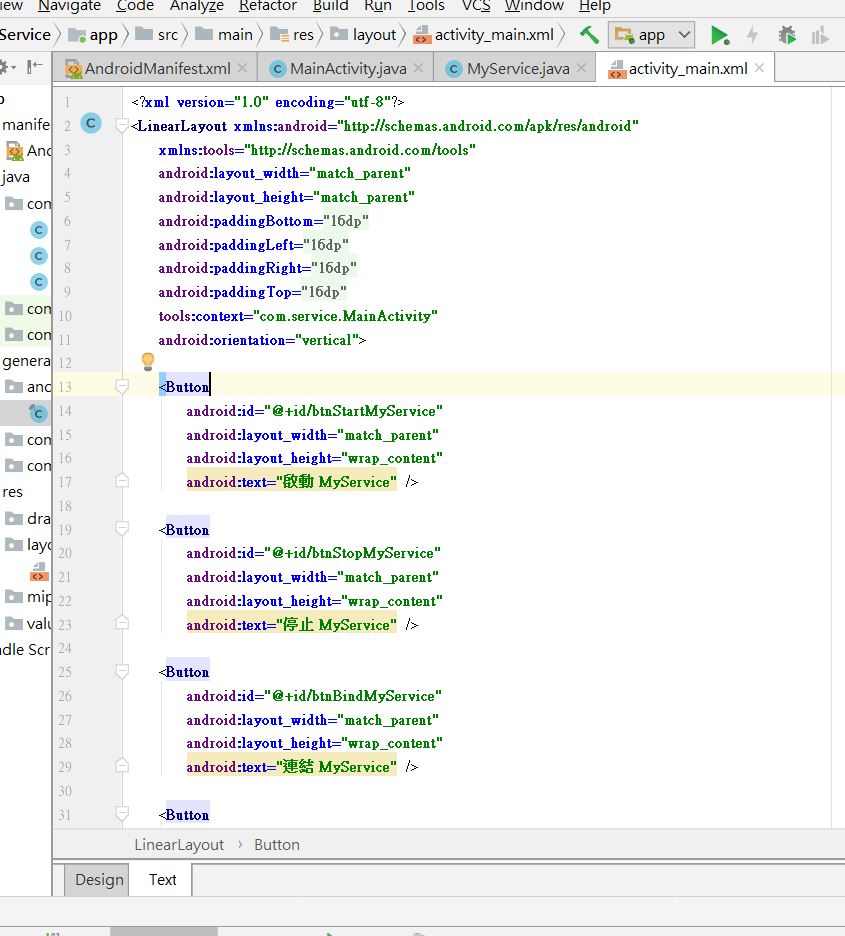 Navigate Code Analyze Refactor Build Run Tools VCS Window Help
Service app src main res layout activity_main.xml app
AndroidManifest.xml MainActivity.java MyService.java activity_main.xml
manife
And
java
con
con
con
genera
and
con
con
res
dra
layo
mip
valu
1 <?xml version="1.0" encoding="utf-8"?>
2 <LinearLayout xmlns:android="http://schemas.android.com/apk/res/android"
3 xmlns:tools="http://schemas.android.com/tools"
4 android:layout_width="match_parent"
5 android:layout_height="match_parent"
6 android:paddingBottom="16dp"
7 android:paddingLeft="16dp"
8 android:paddingRight="16dp"
9 android:paddingTop="16dp"
10 tools:context="com.service.MainActivity"
11 android:orientation="vertical">
12
13 <Button
14 android:id="@+id/btnStartMyService"
15 android:layout_width="match_parent"
16 android:layout_height="wrap_content"
17 android:text="啟動 MyService" />
18
19 <Button
20 android:id="@+id/btnStopMyService"
21 android:layout_width="match_parent"
22 android:layout_height="wrap_content"
23 android:text="停止 MyService" />
24
25 <Button
26 android:id="@+id/btnBindMyService"
27 android:layout_width="match_parent"
28 android:layout_height="wrap_content"
29 android:text="連結 MyService" />
30
31 <Button
LinearLayout › Button
Design Text